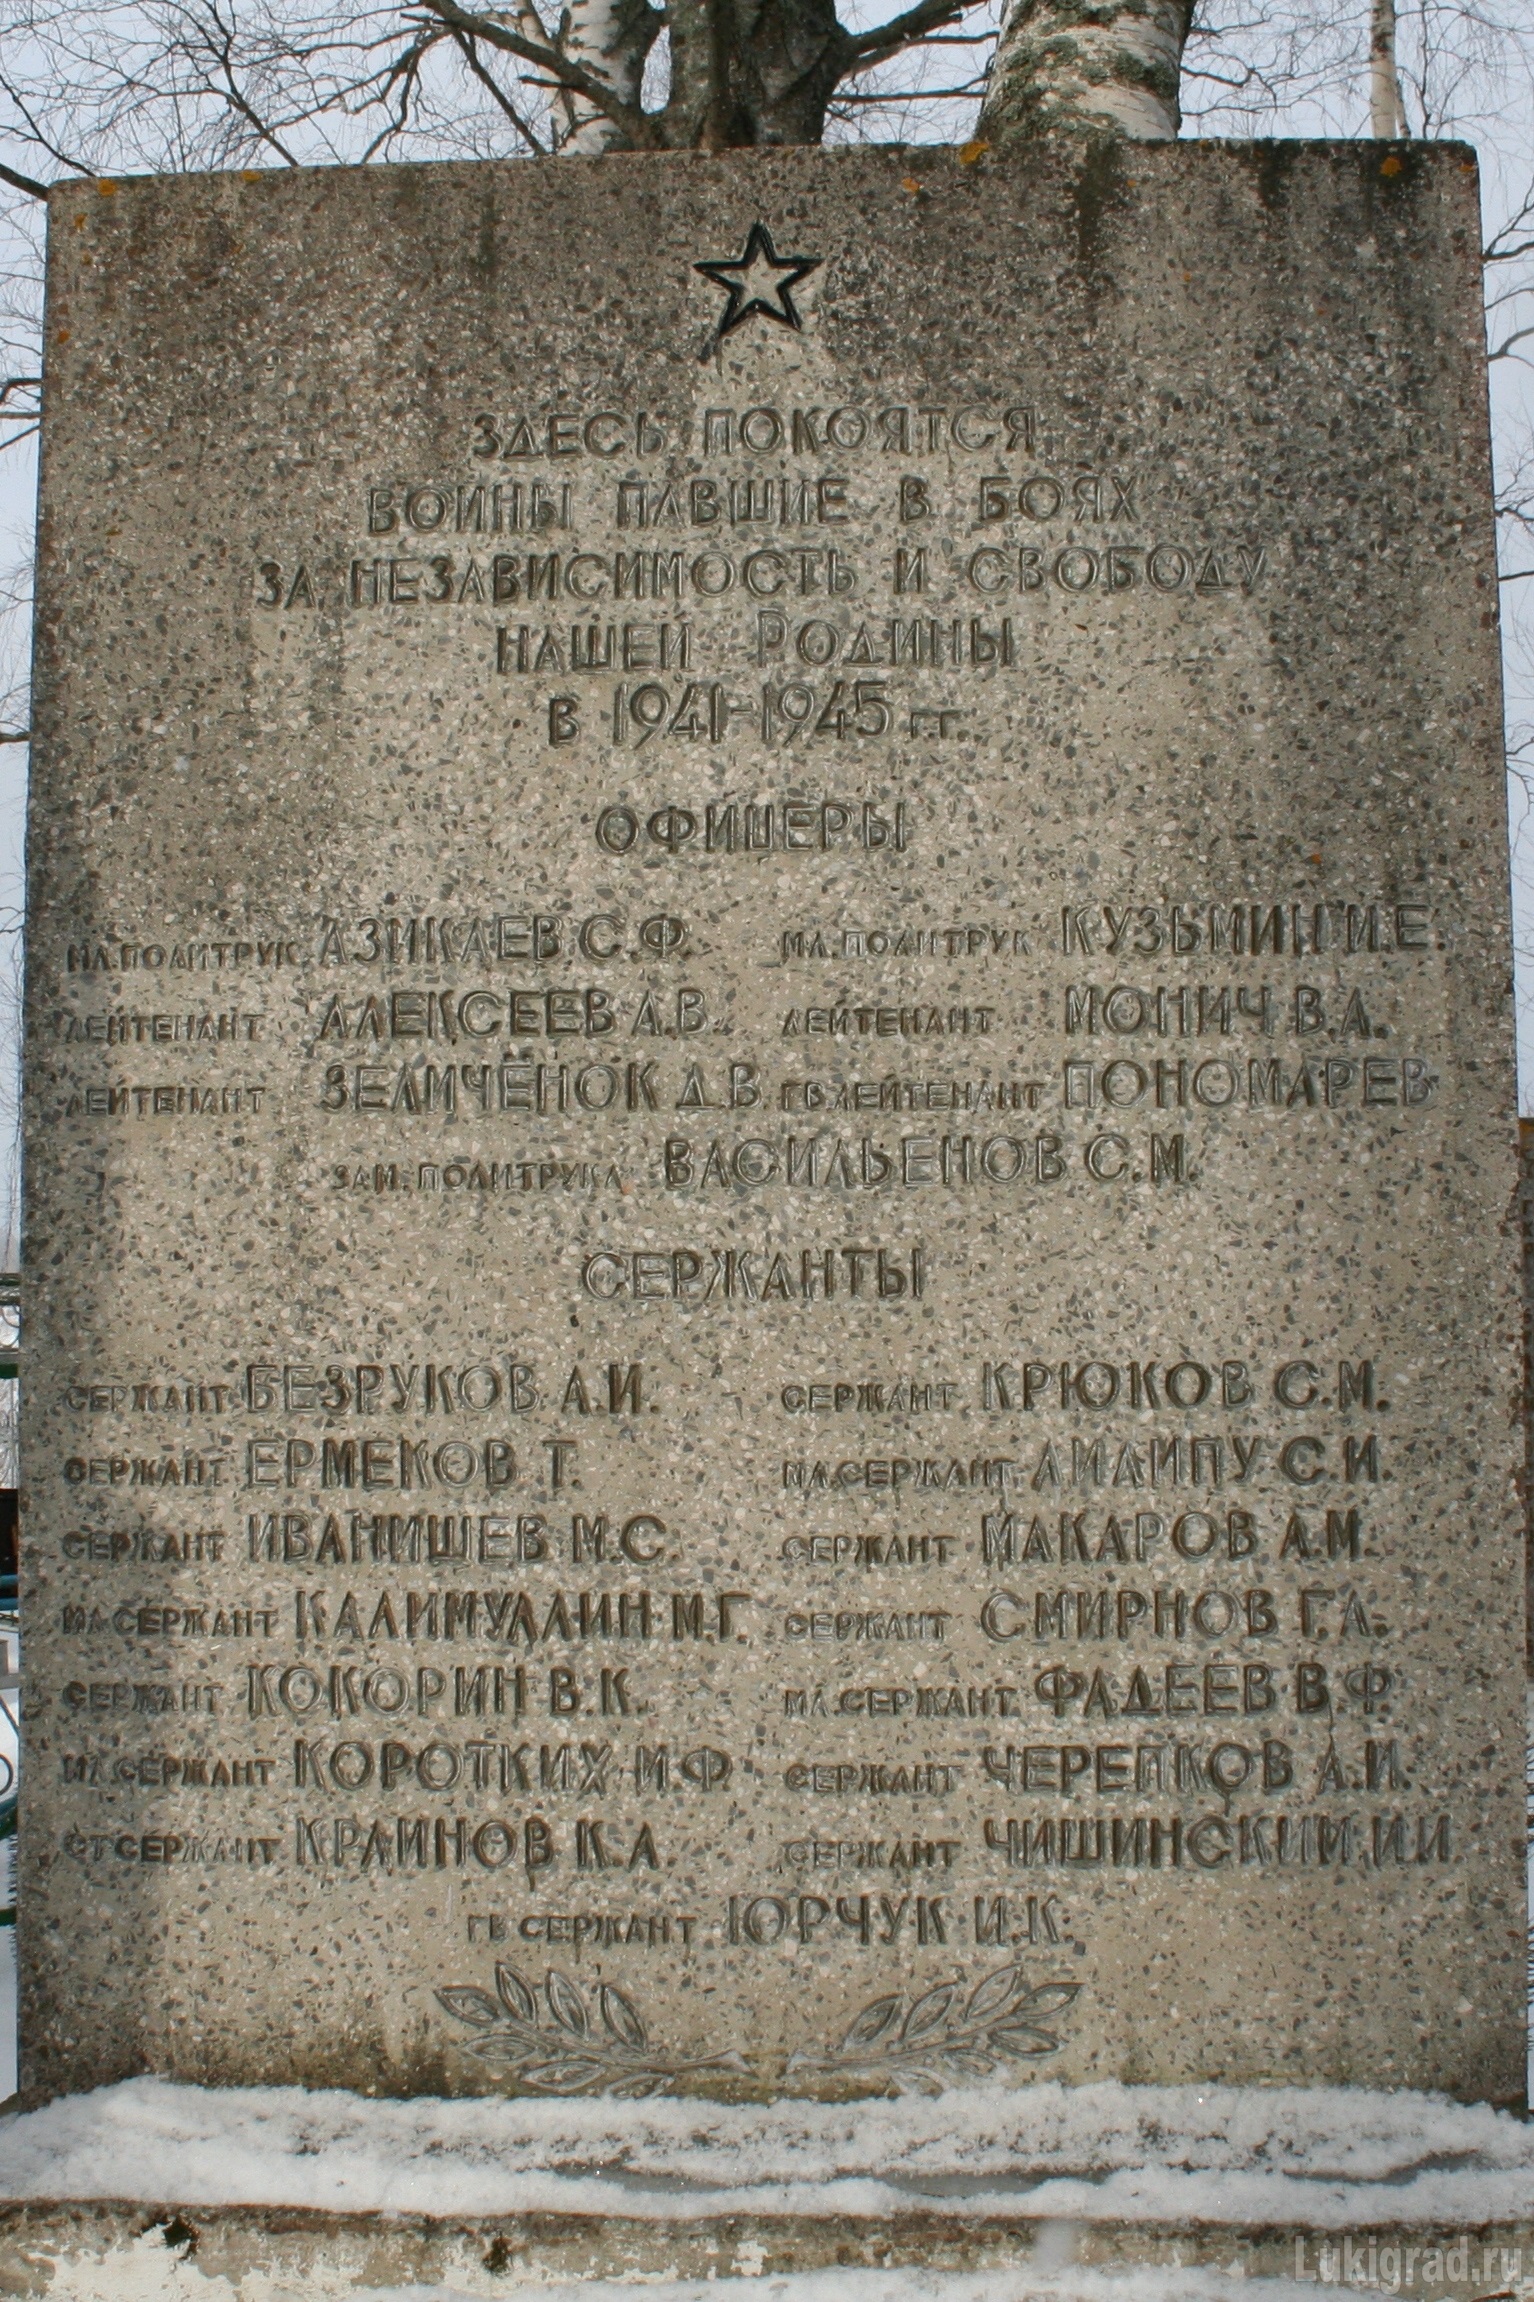 ЗДЕСЬ ПОКОЯТСЯ
ВОИНЫ ПАВШИЕ В БОЯХ
ЗА НЕЗАВИСИМОСТЬ И СВОБОДУ
НАШЕЙ РОДИНЫ
В 1941-1945 ГГ.
ОФИЦЕРЫ
МЛ. ПОЛИТРУК АЗИКАЕВ С.Ф. МЛ. ПОЛИТРУК КУЗЬМИН И.Е.
ЛЕЙТЕНАНТ АЛЕКСЕЕВ А.В. ЛЕЙТЕНАНТ МОНИЧ В.А.
ЛЕЙТЕНАНТ ЗЕЛИЧЁНОК Д.В. ГВ. ЛЕЙТЕНАНТ ПОНОМАРЕВ
ЗАМ. ПОЛИТРУКА ВАСИЛЬЕНОВ С.М.
СЕРЖАНТЫ
СЕРЖАНТ БЕЗРУКОВ А.И. СЕРЖАНТ КРЮКОВ С.М.
СЕРЖАНТ ЕРМЕКОВ Т. МЛ. СЕРЖАНТ ЛИЛИПУ С.И.
СЕРЖАНТ ИВАНИШЕВ М.С. СЕРЖАНТ МАКАРОВ А.М.
МЛ. СЕРЖАНТ КАЛИМУЛЛИН М.Г. СЕРЖАНТ СМИРНОВ Г.А.
СЕРЖАНТ КОКОРИН В.К. МЛ. СЕРЖАНТ ФАДЕЕВ В.Ф.
МЛ. СЕРЖАНТ КОРОТКИХ И.Ф. СЕРЖАНТ ЧЕРЕПКОВ А.И.
СТ СЕРЖАНТ КРАИНОВ К.А. СЕРЖАНТ ЧИШИНСКИЙ И.И.
ГВ СЕРЖАНТ ЮРЧУК И.К.
Lukigrad.ru